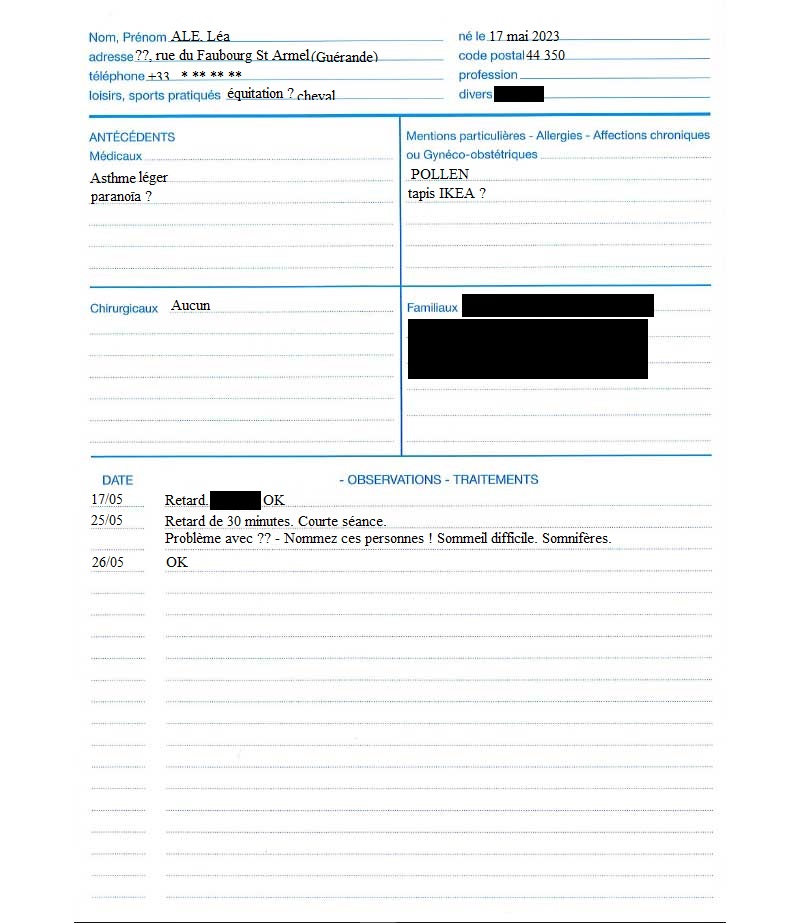 Nom, Prénom ALE. Léa
né le 17 mai 2023
adresse ??, rue du Faubourg St Armel (Guérande)
code postal 44 350
téléphone +33 * ** ** **
profession
loisirs, sports pratiqués équitation ? cheval
divers
ANTÉCÉDENTS
Médicaux
Asthme léger
paranoïa ?
Mentions particulières - Allergies - Affections chroniques
ou Gynéco-obstétriques
POLLEN
tapis IKEA ?
Chirurgicaux Aucun
Familiaux
DATE - OBSERVATIONS - TRAITEMENTS
17/05 Retard. OK
25/05 Retard de 30 minutes. Courte séance.
Problème avec ?? - Nommez ces personnes ! Sommeil difficile. Somnifères.
26/05 OK